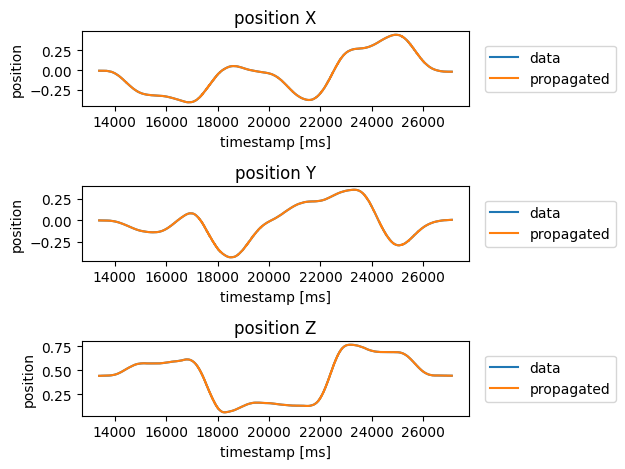 position X
position
0.25
0.00
−0.25
14000 16000 18000 20000 22000 24000 26000
timestamp [ms]
data
propagated
position Y
position
0.25
0.00
−0.25
14000 16000 18000 20000 22000 24000 26000
timestamp [ms]
data
propagated
position Z
position
0.75
0.50
0.25
14000 16000 18000 20000 22000 24000 26000
timestamp [ms]
data
propagated